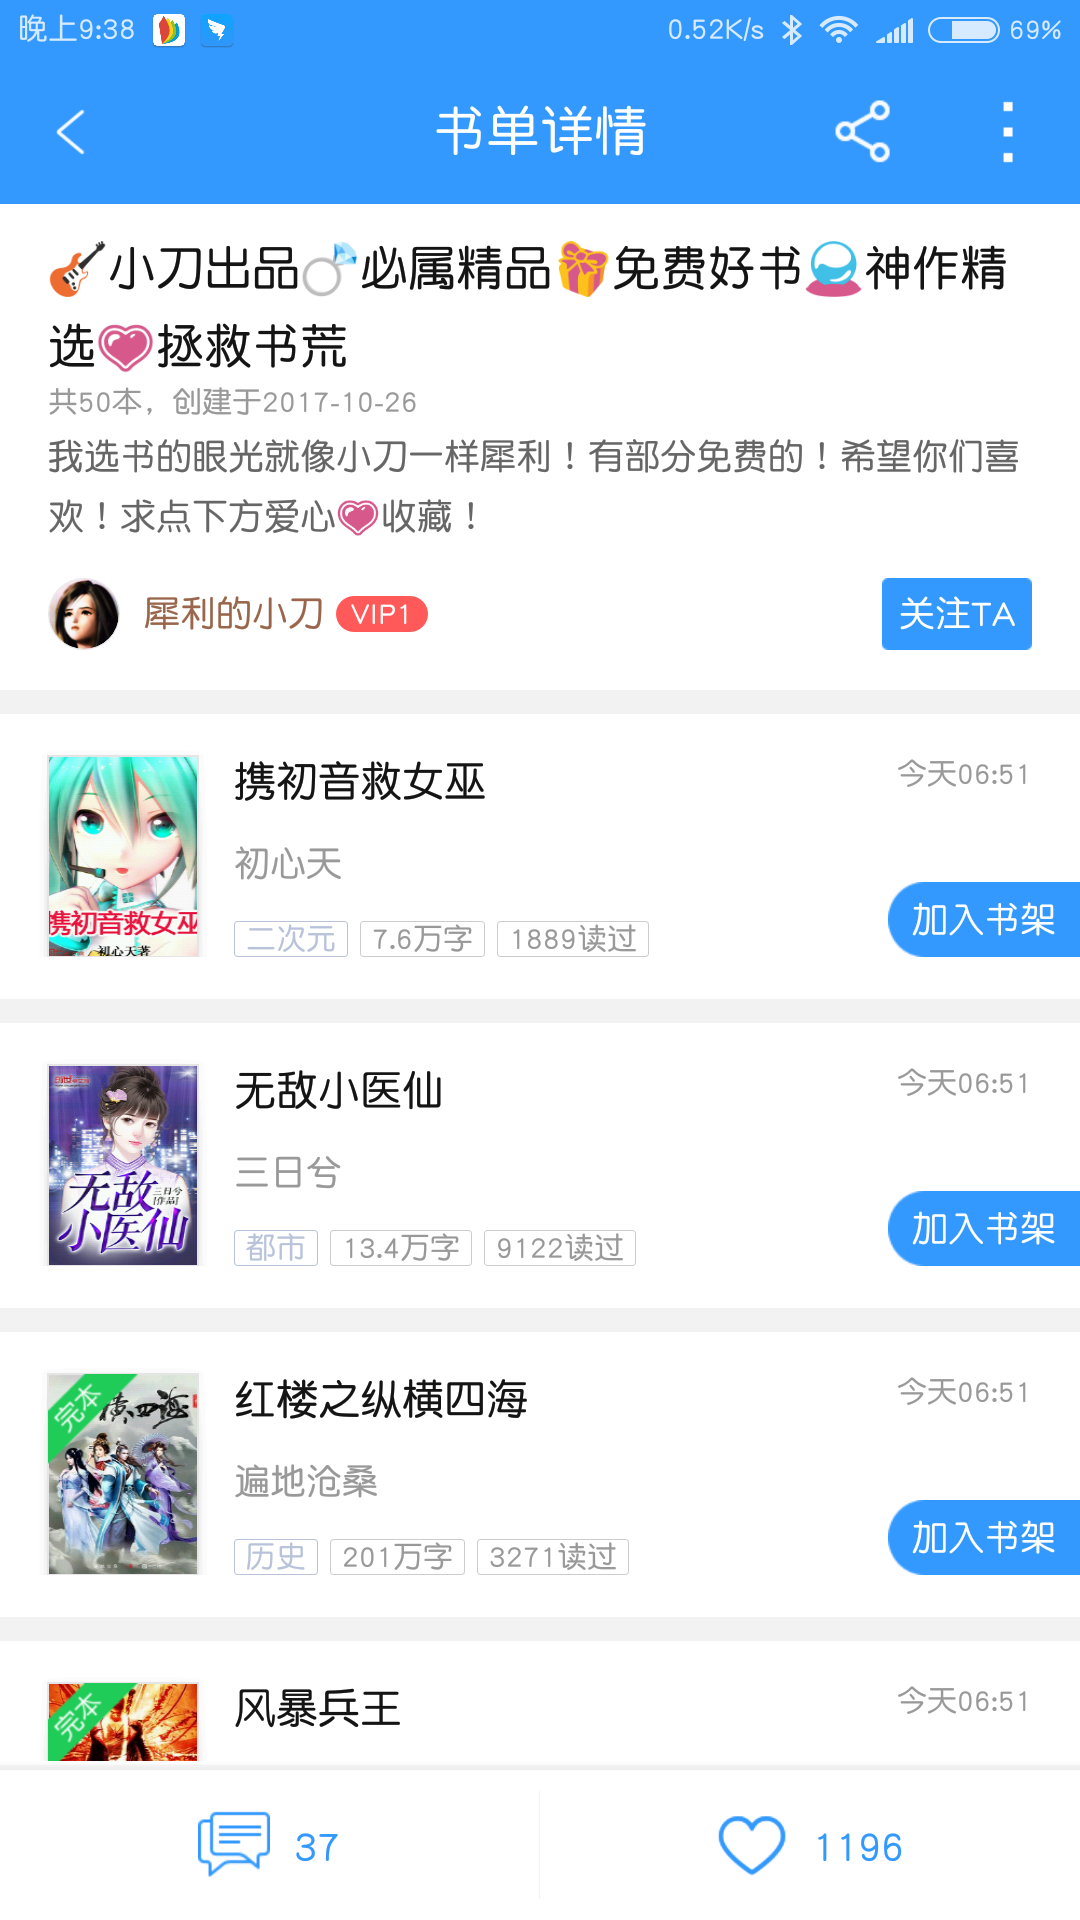 晚上9:38
0.52K/s
69%
书单详情
🎸小刀出品💍必属精品🎁免费好书🔮神作精
选💗拯救书荒
共50本，创建于2017-10-26
我选书的眼光就像小刀一样犀利！有部分免费的！希望你们喜
欢！求点下方爱心💗收藏！
犀利的小刀 VIP1
关注TA
携初音救女巫
今天06:51
初心天
加入书架
二次元 7.6万字 1889读过
携初音救女巫
初心天著
无敌小医仙
今天06:51
三日兮
加入书架
都市 13.4万字 9122读过
无敌
三日兮
[作品]
小医仙
红楼之纵横四海
今天06:51
遍地沧桑
加入书架
历史 201万字 3271读过
完本
横四海
风暴兵王
今天06:51
完本
37
1196